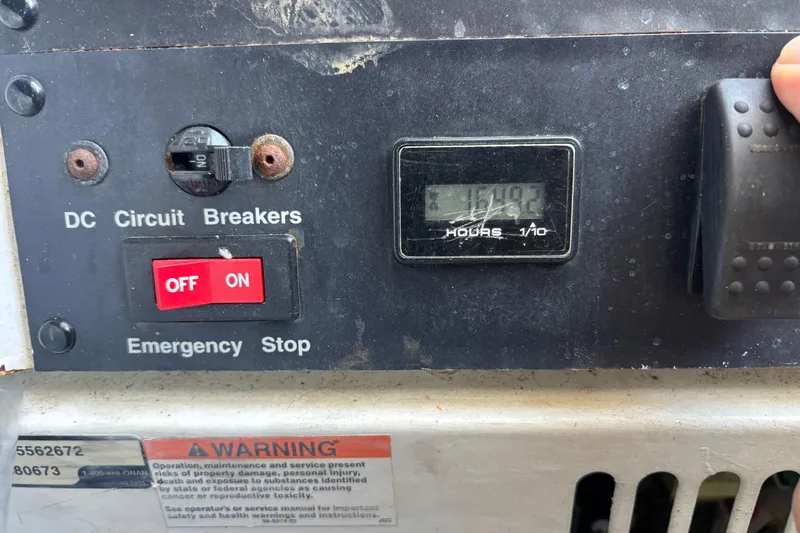 ON
DC Circuit Breakers
16492
HOURS 1/10
OFF ON
Emergency Stop
5562672
80673
1-800-888-ONAN
WARNING
Operation, maintenance and service present
risks of property damage, personal injury,
death and exposure to substances identified
by state or federal agencies as causing
cancer or reproductive toxicity.
See operator's or service manual for important
safety and health warnings and instructions.